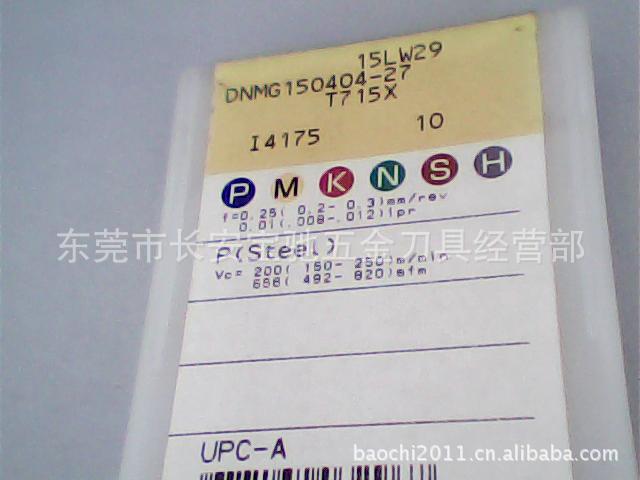 15LW29
DNMG150404-27
T715X
I4175 10
P M K N S H
f=0.25( 0.2- 0.3)mm/rev
0.01(.008-.012)ipr
P(Steel)
Vc= 200( 150- 250)m/min
656( 492- 820)sfm
UPC-A
东莞市长安宝驰五金刀具经营部
baochi2011.cn.alibaba.com